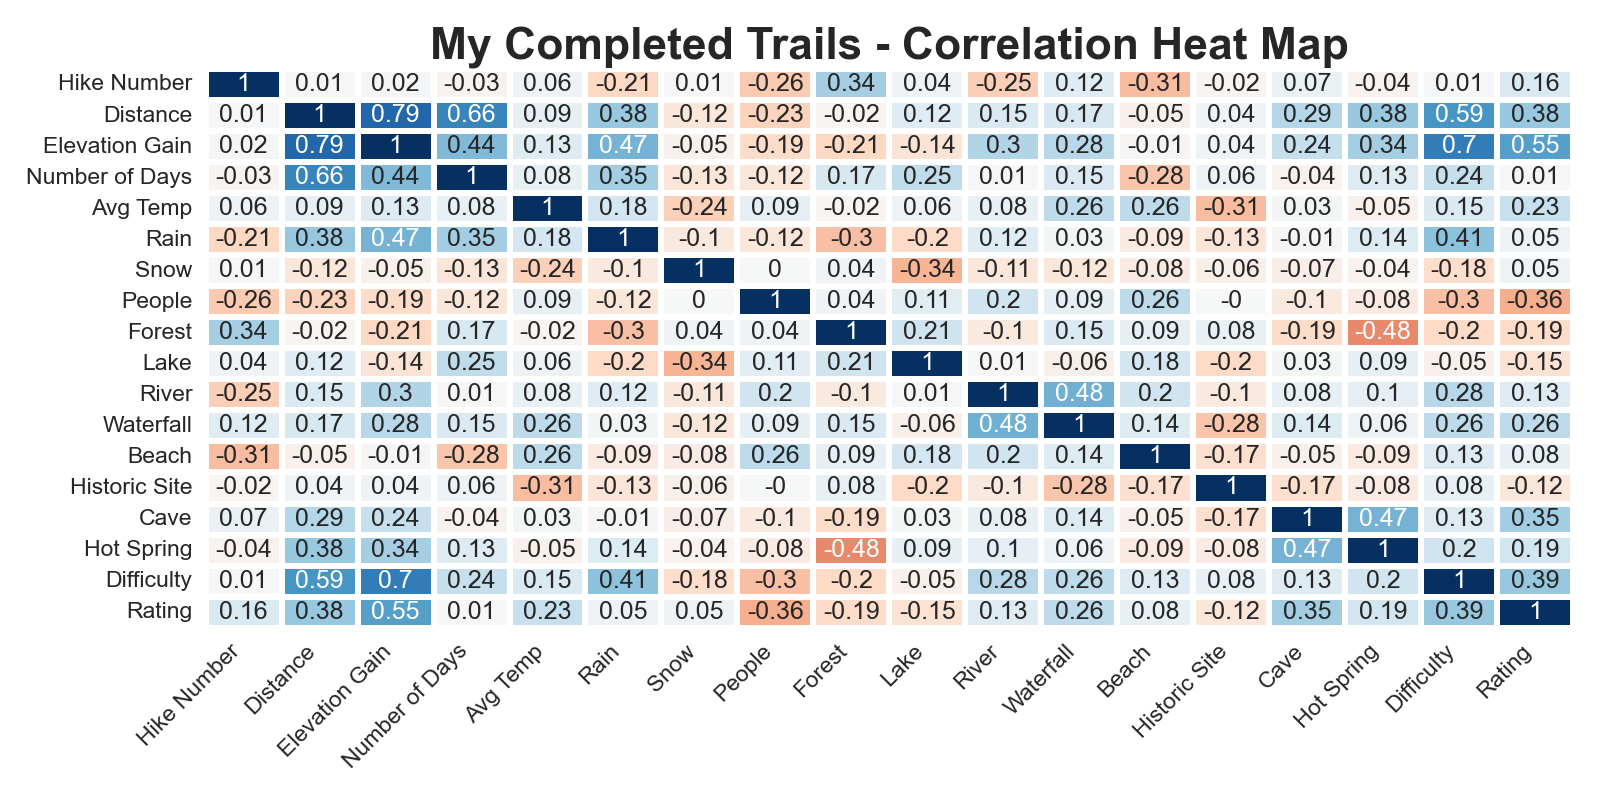 My Completed Trails - Correlation Heat Map
Hike Number 1 0.01 0.02 -0.03 0.06 -0.21 0.01 -0.26 0.34 0.04 -0.25 0.12 -0.31 -0.02 0.07 -0.04 0.01 0.16
Distance 0.01 1 0.79 0.66 0.09 0.38 -0.12 -0.23 -0.02 0.12 0.15 0.17 -0.05 0.04 0.29 0.38 0.59 0.38
Elevation Gain 0.02 0.79 1 0.44 0.13 0.47 -0.05 -0.19 -0.21 -0.14 0.3 0.28 -0.01 0.04 0.24 0.34 0.7 0.55
Number of Days -0.03 0.66 0.44 1 0.08 0.35 -0.13 -0.12 0.17 0.25 0.01 0.15 -0.28 0.06 -0.04 0.13 0.24 0.01
Avg Temp 0.06 0.09 0.13 0.08 1 0.18 -0.24 0.09 -0.02 0.06 0.08 0.26 0.26 -0.31 0.03 -0.05 0.15 0.23
Rain -0.21 0.38 0.47 0.35 0.18 1 -0.1 -0.12 -0.3 -0.2 0.12 0.03 -0.09 -0.13 -0.01 0.14 0.41 0.05
Snow 0.01 -0.12 -0.05 -0.13 -0.24 -0.1 1 0 0.04 -0.34 -0.11 -0.12 -0.08 -0.06 -0.07 -0.04 -0.18 0.05
People -0.26 -0.23 -0.19 -0.12 0.09 -0.12 0 1 0.04 0.11 0.2 0.09 0.26 -0 -0.1 -0.08 -0.3 -0.36
Forest 0.34 -0.02 -0.21 0.17 -0.02 -0.3 0.04 0.04 1 0.21 -0.1 0.15 0.09 0.08 -0.19 -0.48 -0.2 -0.19
Lake 0.04 0.12 -0.14 0.25 0.06 -0.2 -0.34 0.11 0.21 1 0.01 -0.06 0.18 -0.2 0.03 0.09 -0.05 -0.15
River -0.25 0.15 0.3 0.01 0.08 0.12 -0.11 0.2 -0.1 0.01 1 0.48 0.2 -0.1 0.08 0.1 0.28 0.13
Waterfall 0.12 0.17 0.28 0.15 0.26 0.03 -0.12 0.09 0.15 -0.06 0.48 1 0.14 -0.28 0.14 0.06 0.26 0.26
Beach -0.31 -0.05 -0.01 -0.28 0.26 -0.09 -0.08 0.26 0.09 0.18 0.2 0.14 1 -0.17 -0.05 -0.09 0.13 0.08
Historic Site -0.02 0.04 0.04 0.06 -0.31 -0.13 -0.06 -0 0.08 -0.2 -0.1 -0.28 -0.17 1 -0.17 -0.08 0.08 -0.12
Cave 0.07 0.29 0.24 -0.04 0.03 -0.01 -0.07 -0.1 -0.19 0.03 0.08 0.14 -0.05 -0.17 1 0.47 0.13 0.35
Hot Spring -0.04 0.38 0.34 0.13 -0.05 0.14 -0.04 -0.08 -0.48 0.09 0.1 0.06 -0.09 -0.08 0.47 1 0.2 0.19
Difficulty 0.01 0.59 0.7 0.24 0.15 0.41 -0.18 -0.3 -0.2 -0.05 0.28 0.26 0.13 0.08 0.13 0.2 1 0.39
Rating 0.16 0.38 0.55 0.01 0.23 0.05 0.05 -0.36 -0.19 -0.15 0.13 0.26 0.08 -0.12 0.35 0.19 0.39 1
Hike Number Distance Elevation Gain Number of Days Avg Temp Rain Snow People Forest Lake River Waterfall Beach Historic Site Cave Hot Spring Difficulty Rating